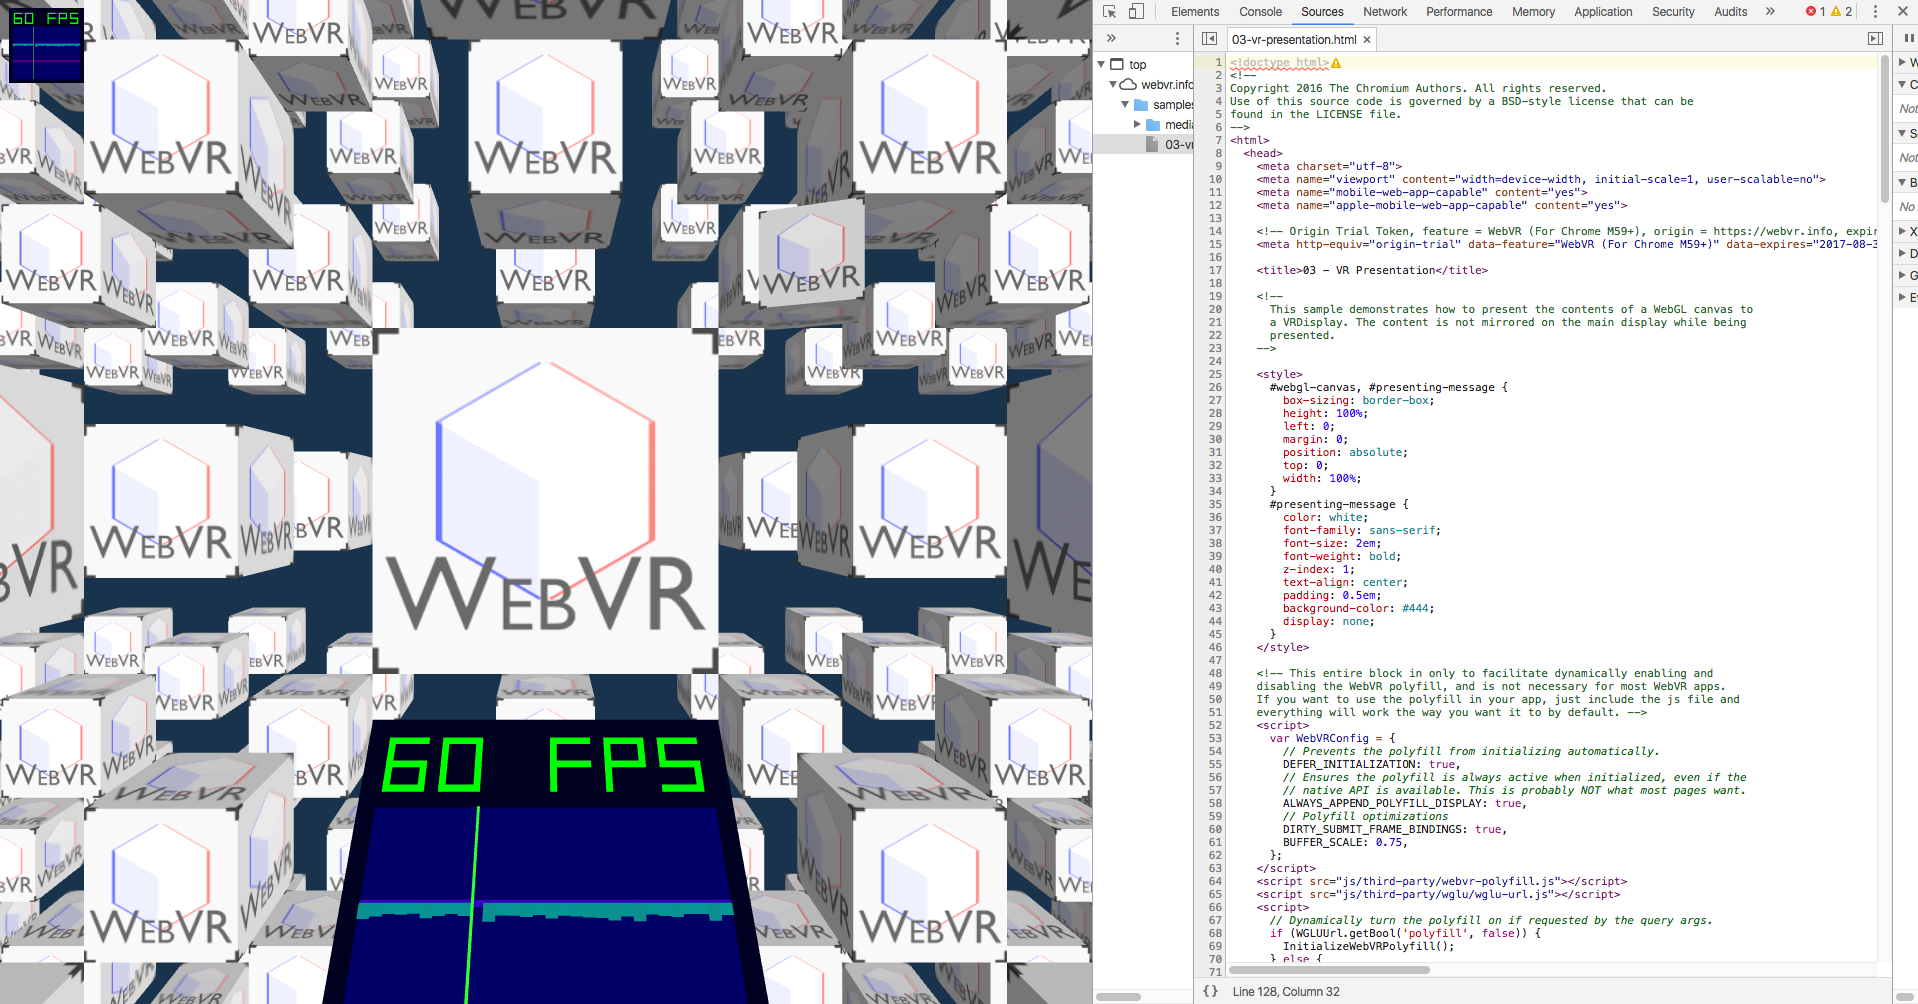 60 FPS
WEBVR
60 FPS
Elements Console Sources Network Performance Memory Application Security Audits » 1 2
» 03-vr-presentation.html ×
top
webvr.info
samples
media
03-vr
1 <!doctype html>
2 <!--
3 Copyright 2016 The Chromium Authors. All rights reserved.
4 Use of this source code is governed by a BSD-style license that can be
5 found in the LICENSE file.
6 -->
7 <html>
8 <head>
9 <meta charset="utf-8">
10 <meta name="viewport" content="width=device-width, initial-scale=1, user-scalable=no">
11 <meta name="mobile-web-app-capable" content="yes">
12 <meta name="apple-mobile-web-app-capable" content="yes">
13
14 <!-- Origin Trial Token, feature = WebVR (For Chrome M59+), origin = https://webvr.info, expir
15 <meta http-equiv="origin-trial" data-feature="WebVR (For Chrome M59+)" data-expires="2017-08-3
16
17 <title>03 - VR Presentation</title>
18
19 <!--
20 This sample demonstrates how to present the contents of a WebGL canvas to
21 a VRDisplay. The content is not mirrored on the main display while being
22 presented.
23 -->
24
25 <style>
26 #webgl-canvas, #presenting-message {
27 box-sizing: border-box;
28 height: 100%;
29 left: 0;
30 margin: 0;
31 position: absolute;
32 top: 0;
33 width: 100%;
34 }
35 #presenting-message {
36 color: white;
37 font-family: sans-serif;
38 font-size: 2em;
39 font-weight: bold;
40 z-index: 1;
41 text-align: center;
42 padding: 0.5em;
43 background-color: #444;
44 display: none;
45 }
46 </style>
47
48 <!-- This entire block in only to facilitate dynamically enabling and
49 disabling the WebVR polyfill, and is not necessary for most WebVR apps.
50 If you want to use the polyfill in your app, just include the js file and
51 everything will work the way you want it to by default. -->
52 <script>
53 var WebVRConfig = {
54 // Prevents the polyfill from initializing automatically.
55 DEFER_INITIALIZATION: true,
56 // Ensures the polyfill is always active when initialized, even if the
57 // native API is available. This is probably NOT what most pages want.
58 ALWAYS_APPEND_POLYFILL_DISPLAY: true,
59 // Polyfill optimizations
60 DIRTY_SUBMIT_FRAME_BINDINGS: true,
61 BUFFER_SCALE: 0.75,
62 };
63 </script>
64 <script src="js/third-party/webvr-polyfill.js"></script>
65 <script src="js/third-party/wglu/wglu-url.js"></script>
66 <script>
67 // Dynamically turn the polyfill on if requested by the query args.
68 if (WGLUUrl.getBool('polyfill', false)) {
69 InitializeWebVRPolyfill();
70 } else {
71
{} Line 128, Column 32
W
C
Not
S
Not
B
No
X
D
G
E